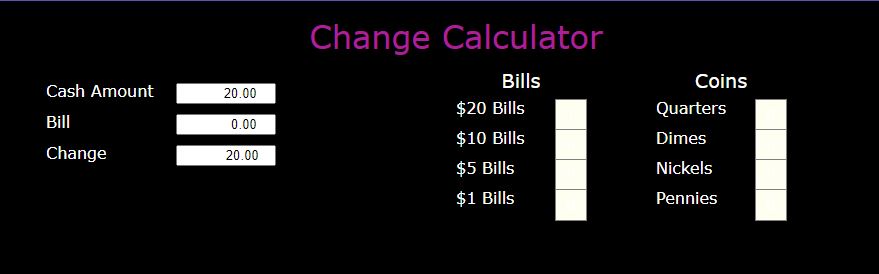 Change Calculator
Cash Amount 20.00
Bill 0.00
Change 20.00
Bills
$20 Bills
$10 Bills
$5 Bills
$1 Bills
Coins
Quarters
Dimes
Nickels
Pennies